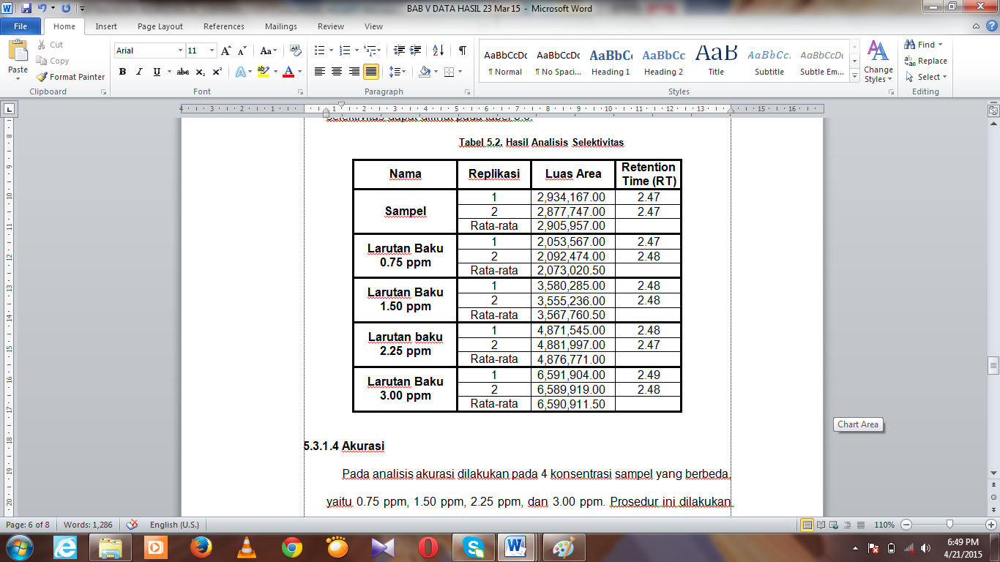 BAB V DATA HASIL 23 Mar 15 - Microsoft Word
File Home Insert Page Layout References Mailings Review View
Paste
Cut
Copy
Format Painter
Clipboard
Arial 11
Font
Paragraph
AaBbCcDc AaBbCcDc AaBbCc AaBbCc AaB AaBbCc. AaBbCcDc
¶ Normal ¶ No Spaci... Heading 1 Heading 2 Title Subtitle Subtle Em...
Change Styles
Styles
Find
Replace
Select
Editing
Tabel 5.2. Hasil Analisis Selektivitas
Nama Replikasi Luas Area Retention Time (RT)
Sampel
1 2,934,167.00 2.47
2 2,877,747.00 2.47
Rata-rata 2,905,957.00
Larutan Baku 0.75 ppm
1 2,053,567.00 2.47
2 2,092,474.00 2.48
Rata-rata 2,073,020.50
Larutan Baku 1.50 ppm
1 3,580,285.00 2.48
2 3,555,236.00 2.48
Rata-rata 3,567,760.50
Larutan baku 2.25 ppm
1 4,871,545.00 2.48
2 4,881,997.00 2.47
Rata-rata 4,876,771.00
Larutan Baku 3.00 ppm
1 6,591,904.00 2.49
2 6,589,919.00 2.48
Rata-rata 6,590,911.50
Chart Area
5.3.1.4 Akurasi
Pada analisis akurasi dilakukan pada 4 konsentrasi sampel yang berbeda,
yaitu 0.75 ppm, 1.50 ppm, 2.25 ppm, dan 3.00 ppm. Prosedur ini dilakukan
Page: 6 of 8 Words: 1,286 English (U.S.) 110%
6:49 PM
4/21/2015